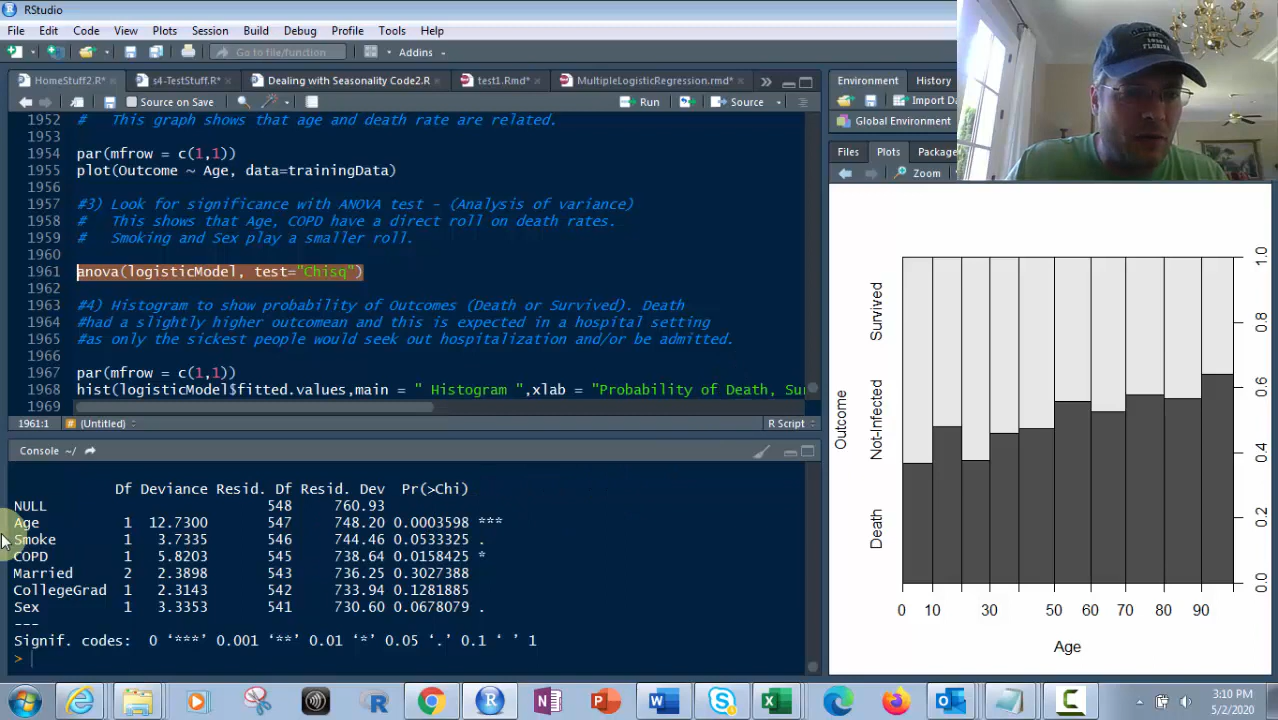 RStudio
File Edit Code View Plots Session Build Debug Profile Tools Help
Go to file/function Addins
HomeStuff2.R* s4-TestStuff.R* Dealing with Seasonality Code2.R test1.Rmd* MultipleLogisticRegression.rmd*
Source on Save Run Source
1952 # This graph shows that age and death rate are related.
1953
1954 par(mfrow = c(1,1))
1955 plot(Outcome ~ Age, data=trainingData)
1956
1957 #3) Look for significance with ANOVA test - (Analysis of variance)
1958 # This shows that Age, COPD have a direct roll on death rates.
1959 # Smoking and Sex play a smaller roll.
1960
1961 anova(logisticModel, test="Chisq")
1962
1963 #4) Histogram to show probability of Outcomes (Death or Survived). Death
1964 #had a slightly higher outcomean and this is expected in a hospital setting
1965 #as only the sickest people would seek out hospitalization and/or be admitted.
1966
1967 par(mfrow = c(1,1))
1968 hist(logisticModel$fitted.values,main = " Histogram ",xlab = "Probability of Death, Su
1969
1961:1 (Untitled) R Script
Console ~/
Df Deviance Resid. Df Resid. Dev Pr(>Chi)
NULL 548 760.93
Age 1 12.7300 547 748.20 0.0003598 ***
Smoke 1 3.7335 546 744.46 0.0533325 .
COPD 1 5.8203 545 738.64 0.0158425 *
Married 2 2.3898 543 736.25 0.3027388
CollegeGrad 1 2.3143 542 733.94 0.1281885
Sex 1 3.3353 541 730.60 0.0678079 .
---
Signif. codes: 0 ‘***’ 0.001 ‘**’ 0.01 ‘*’ 0.05 ‘.’ 0.1 ‘ ’ 1
>
Environment History
Import Da
Global Environment
Files Plots Package
Zoom
Outcome
Survived
Not-Infected
Death
1.0
0.8
0.6
0.4
0.2
0.0
0 10 30 50 60 70 80 90
Age
3:10 PM
5/2/2020